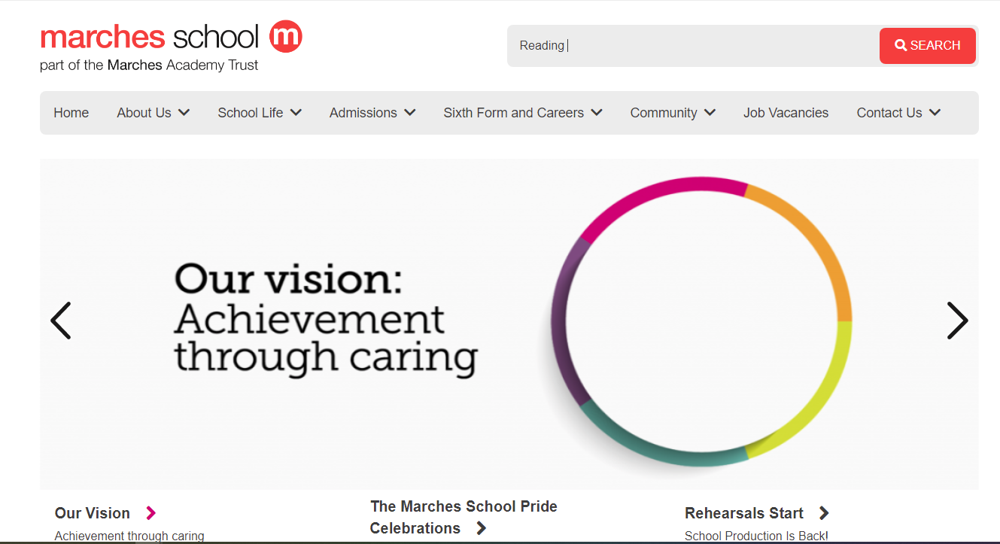 marches school m
part of the Marches Academy Trust
Reading
SEARCH
Home About Us School Life Admissions Sixth Form and Careers Community Job Vacancies Contact Us
Our vision:
Achievement
through caring
Our Vision
Achievement through caring
The Marches School Pride
Celebrations
Rehearsals Start
School Production Is Back!